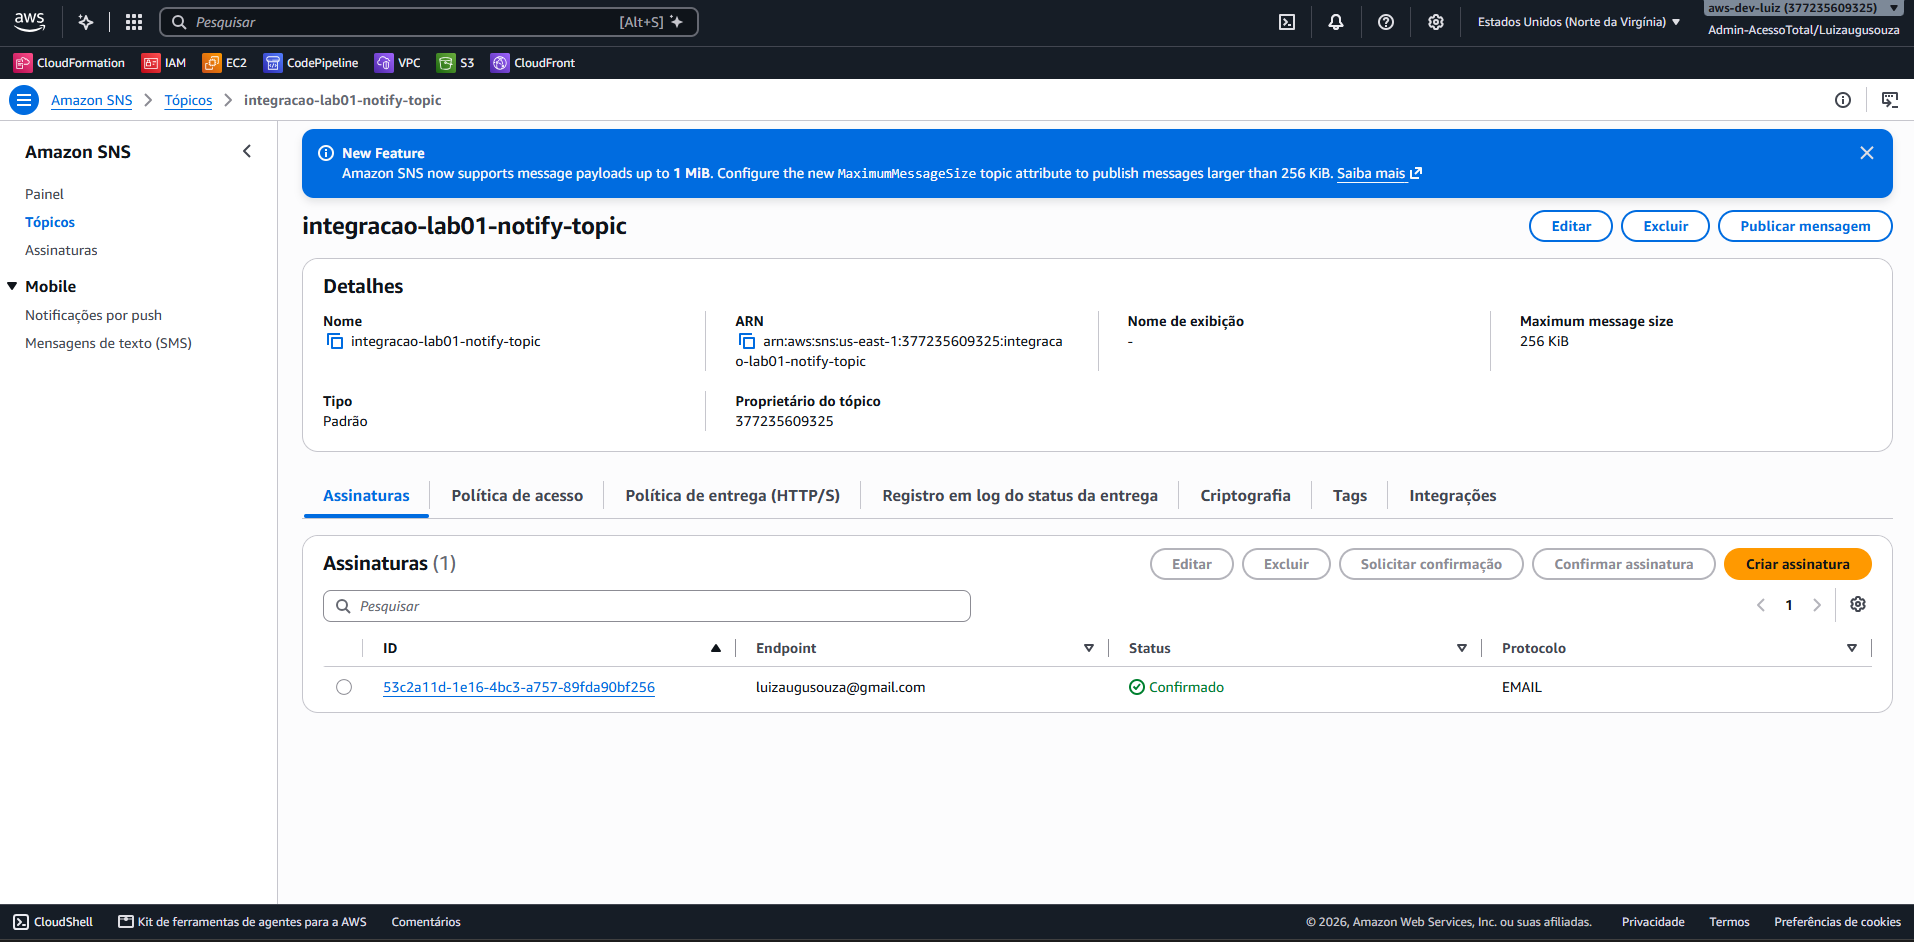 aws
Pesquisar [Alt+S]
Estados Unidos (Norte da Virgínia)
aws-dev-luiz (377235609325)
Admin-AcessoTotal/Luizaugusouza
CloudFormation IAM EC2 CodePipeline VPC S3 CloudFront
Amazon SNS Tópicos integracao-lab01-notify-topic
Amazon SNS
Painel
Tópicos
Assinaturas
Mobile
Notificações por push
Mensagens de texto (SMS)
New Feature
Amazon SNS now supports message payloads up to 1 MiB. Configure the new MaximumMessageSize topic attribute to publish messages larger than 256 KiB. Saiba mais
integracao-lab01-notify-topic
Editar Excluir Publicar mensagem
Detalhes
Nome
integracao-lab01-notify-topic
ARN
arn:aws:sns:us-east-1:377235609325:integraca
o-lab01-notify-topic
Nome de exibição
-
Maximum message size
256 KiB
Tipo
Padrão
Proprietário do tópico
377235609325
Assinaturas Política de acesso Política de entrega (HTTP/S) Registro em log do status da entrega Criptografia Tags Integrações
Assinaturas (1)
Editar Excluir Solicitar confirmação Confirmar assinatura Criar assinatura
Pesquisar
1
ID Endpoint Status Protocolo
53c2a11d-1e16-4bc3-a757-89fda90bf256 luizaugusouza@gmail.com Confirmado EMAIL
CloudShell Kit de ferramentas de agentes para a AWS Comentários
© 2026, Amazon Web Services, Inc. ou suas afiliadas. Privacidade Termos Preferências de cookies